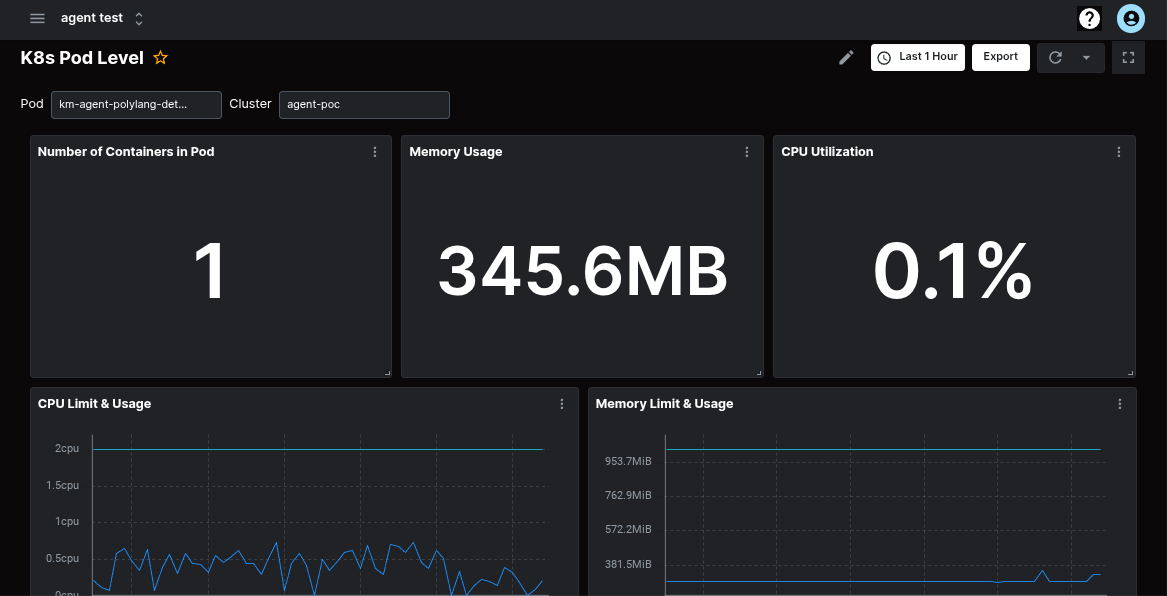 agent test
K8s Pod Level
Last 1 Hour
Export
Pod
km-agent-polylang-det...
Cluster
agent-poc
Number of Containers in Pod
1
Memory Usage
345.6MB
CPU Utilization
0.1%
CPU Limit & Usage
2cpu
1.5cpu
1cpu
0.5cpu
0cpu
Memory Limit & Usage
953.7MiB
762.9MiB
572.2MiB
381.5MiB